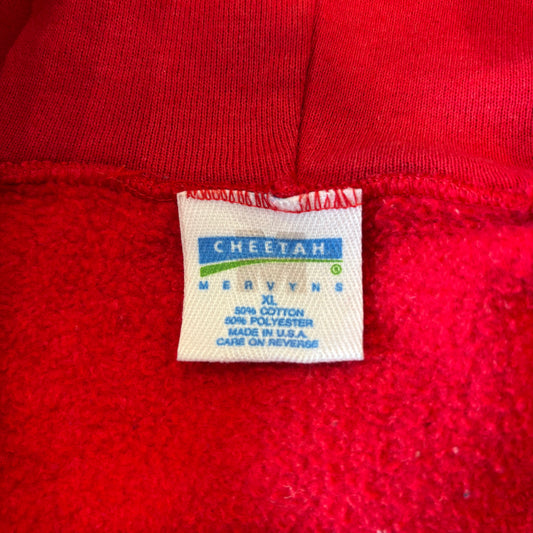 CHEETAH
®
MERVYNS
XL
50% COTTON
50% POLYESTER
MADE IN U.S.A.
CARE ON REVERSE